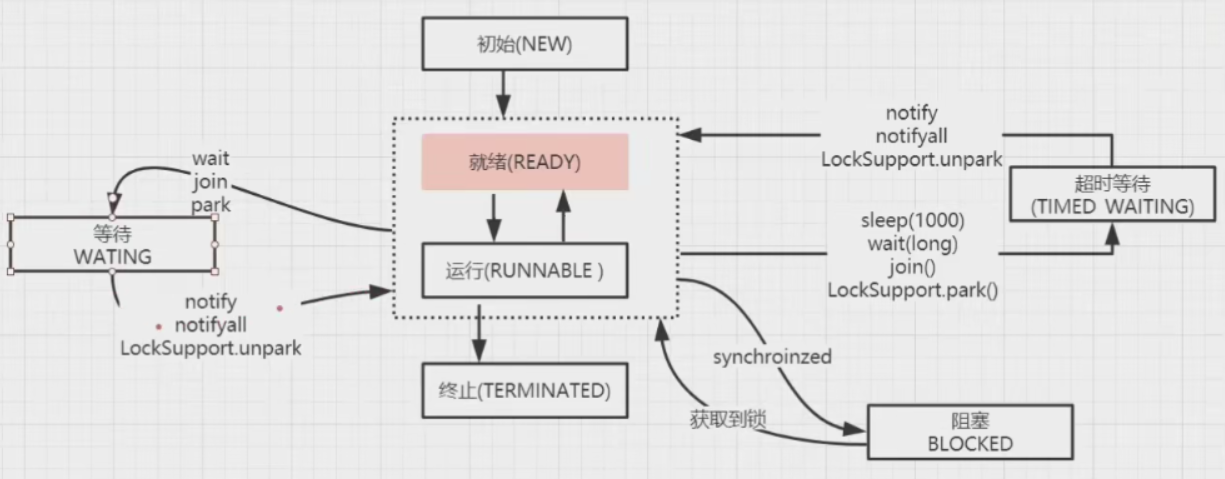 初始(NEW)
就绪(READY)
运行(RUNNABLE )
终止(TERMINATED)
wait
join
park
等待
WATING
notify
notifyall
LockSupport.unpark
notify
notifyall
LockSupport.unpark
超时等待
(TIMED WAITING)
sleep(1000)
wait(long)
join()
LockSupport.park()
synchroinzed
获取到锁
阻塞
BLOCKED